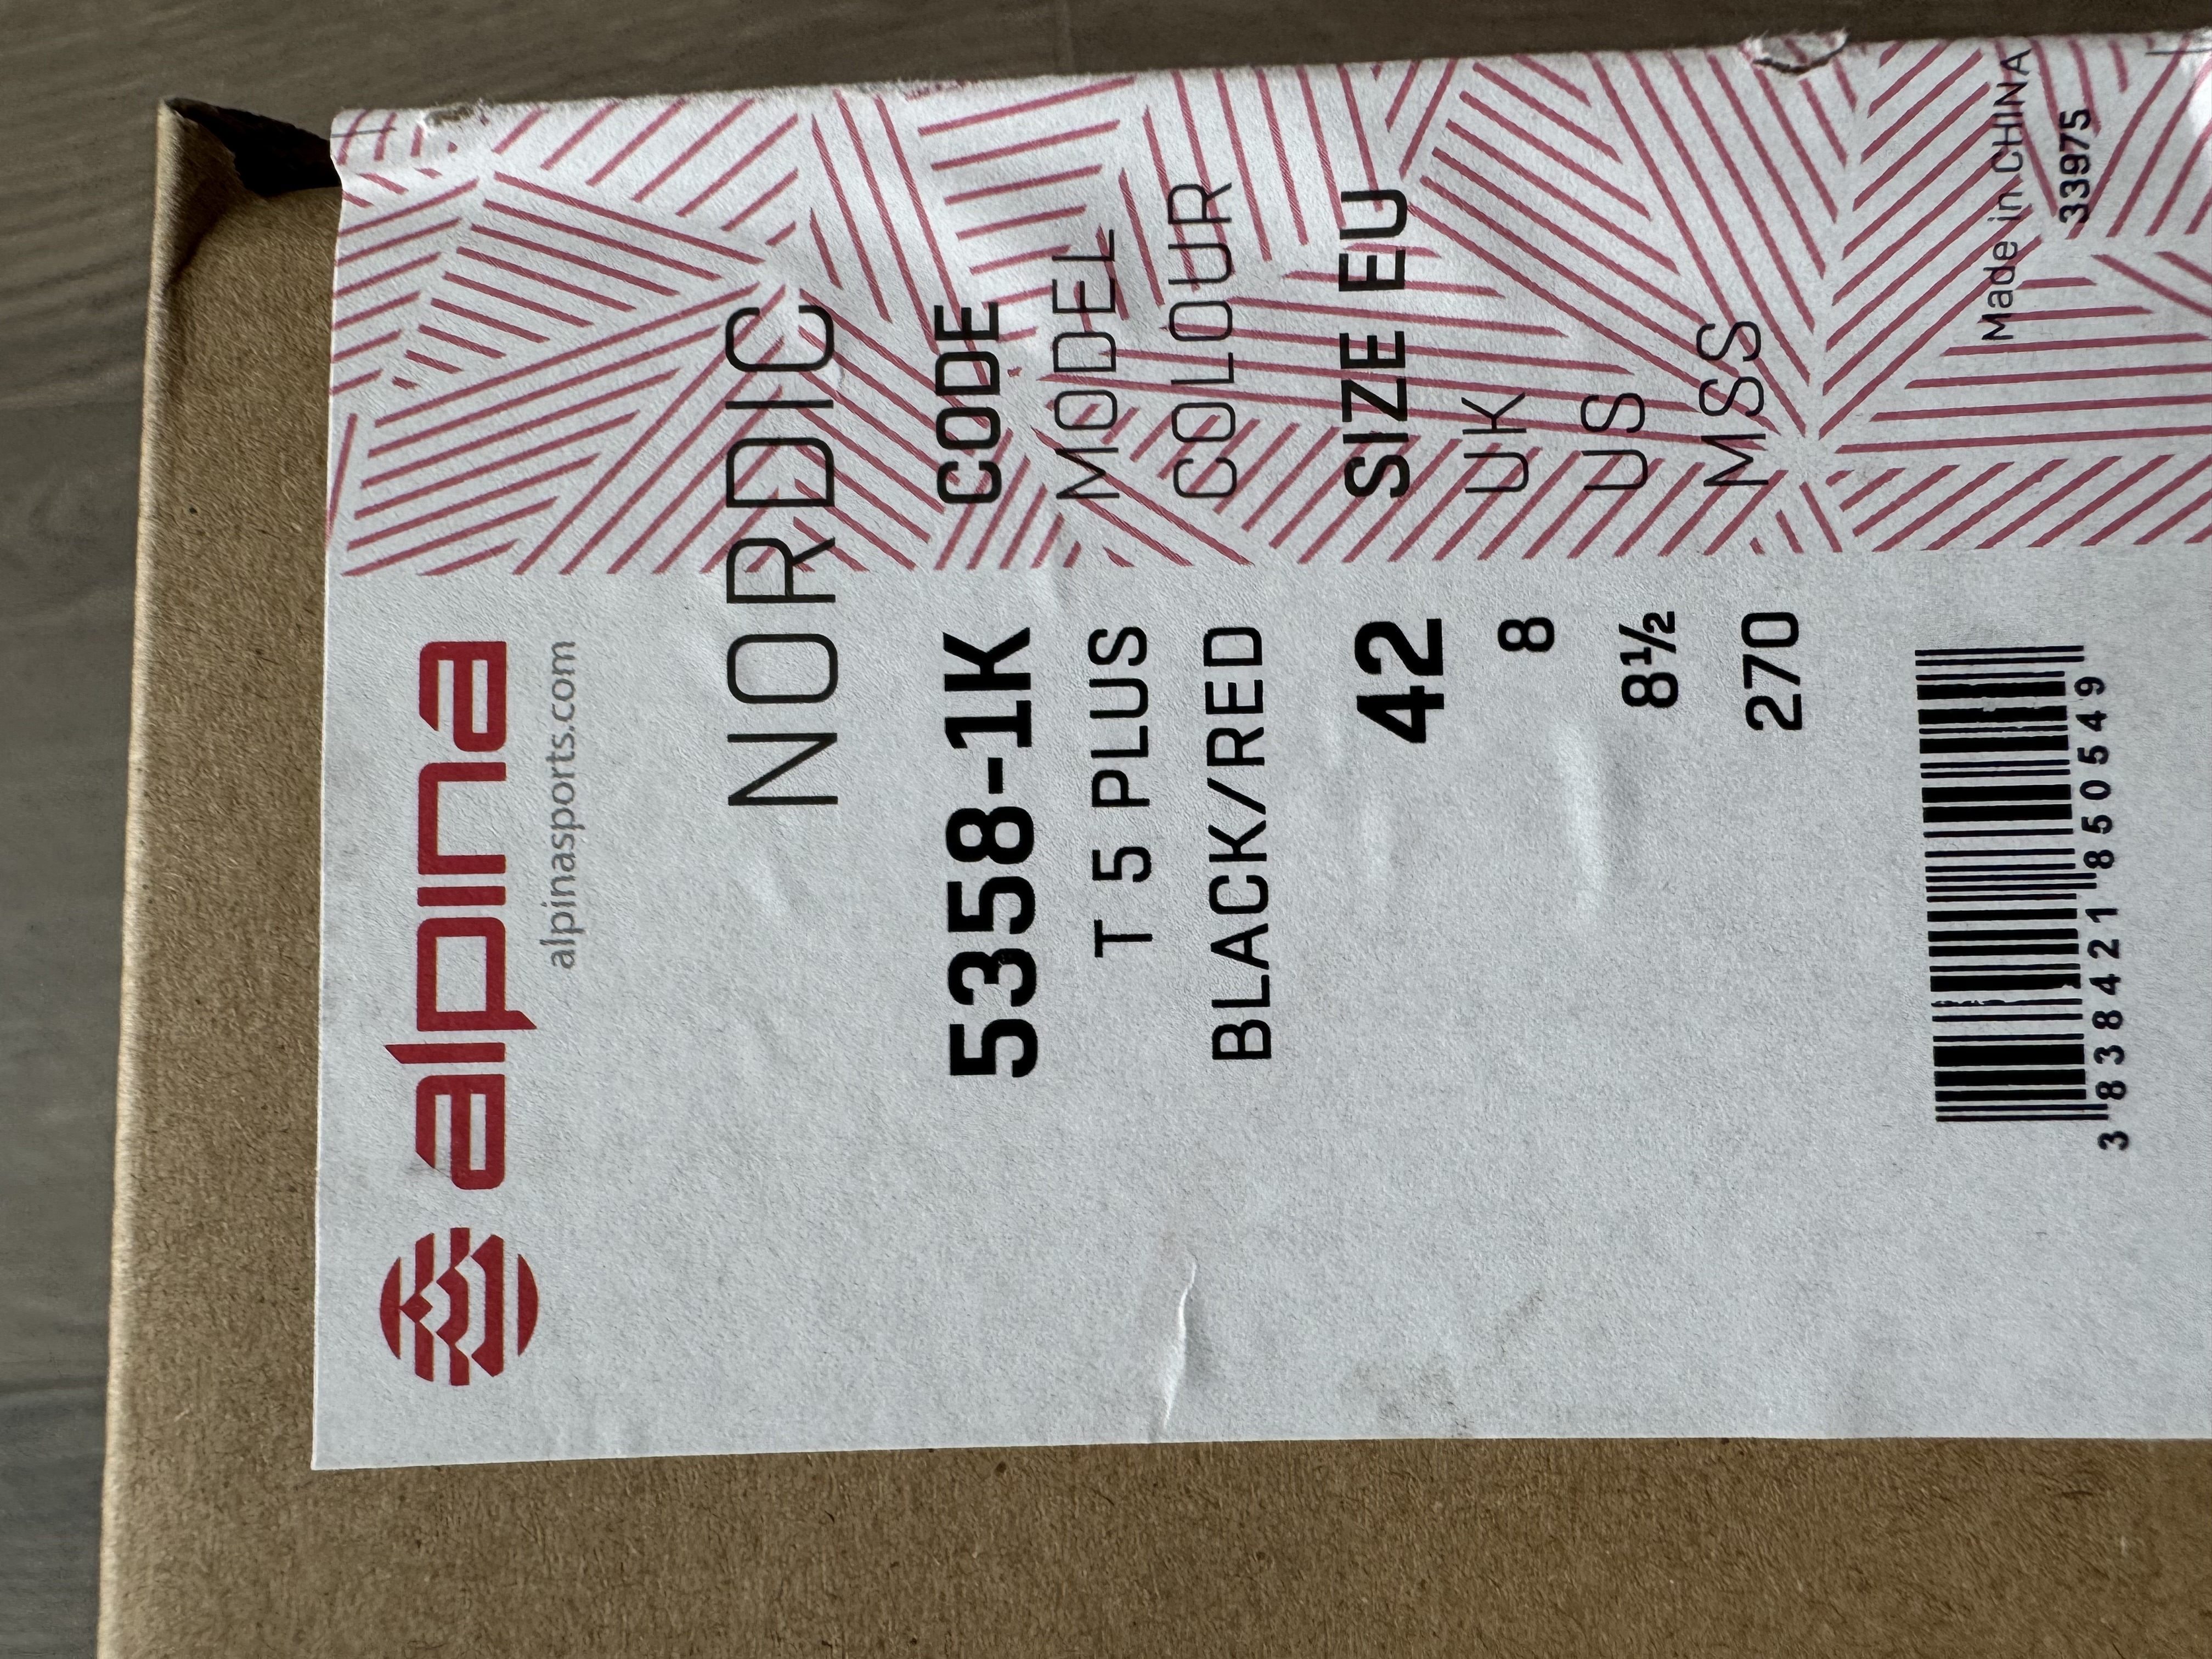 alpina
alpinasports.com
NORDIC
5358-1K CODE
T 5 PLUS MODEL
BLACK/RED COLOUR
42 SIZE EU
8 UK
8½ US
270 MSS
Made in CHINA
33975
3 838421 850549